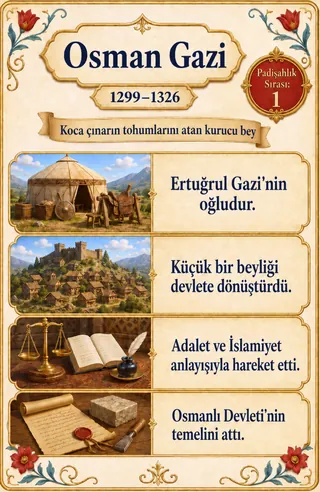 Osman Gazi
1299–1326
Padişahlık
Sırası:
1
Koca çınarın tohumlarını atan kurucu bey
Ertuğrul Gazi'nin
oğludur.
Küçük bir beyliği
devlete dönüştürdü.
Adalet ve İslamiyet
anlayışıyla hareket etti.
Osmanlı Devleti'nin
temelini attı.